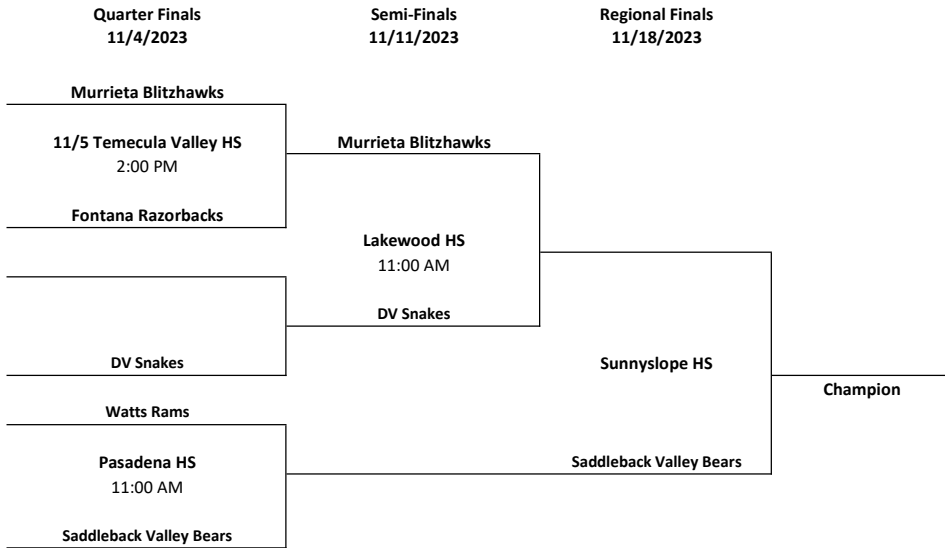 Quarter Finals
11/4/2023
Semi-Finals
11/11/2023
Regional Finals
11/18/2023
Murrieta Blitzhawks
11/5 Temecula Valley HS
2:00 PM
Murrieta Blitzhawks
Fontana Razorbacks
Lakewood HS
11:00 AM
DV Snakes
DV Snakes
Sunnyslope HS
Champion
Watts Rams
Pasadena HS
11:00 AM
Saddleback Valley Bears
Saddleback Valley Bears